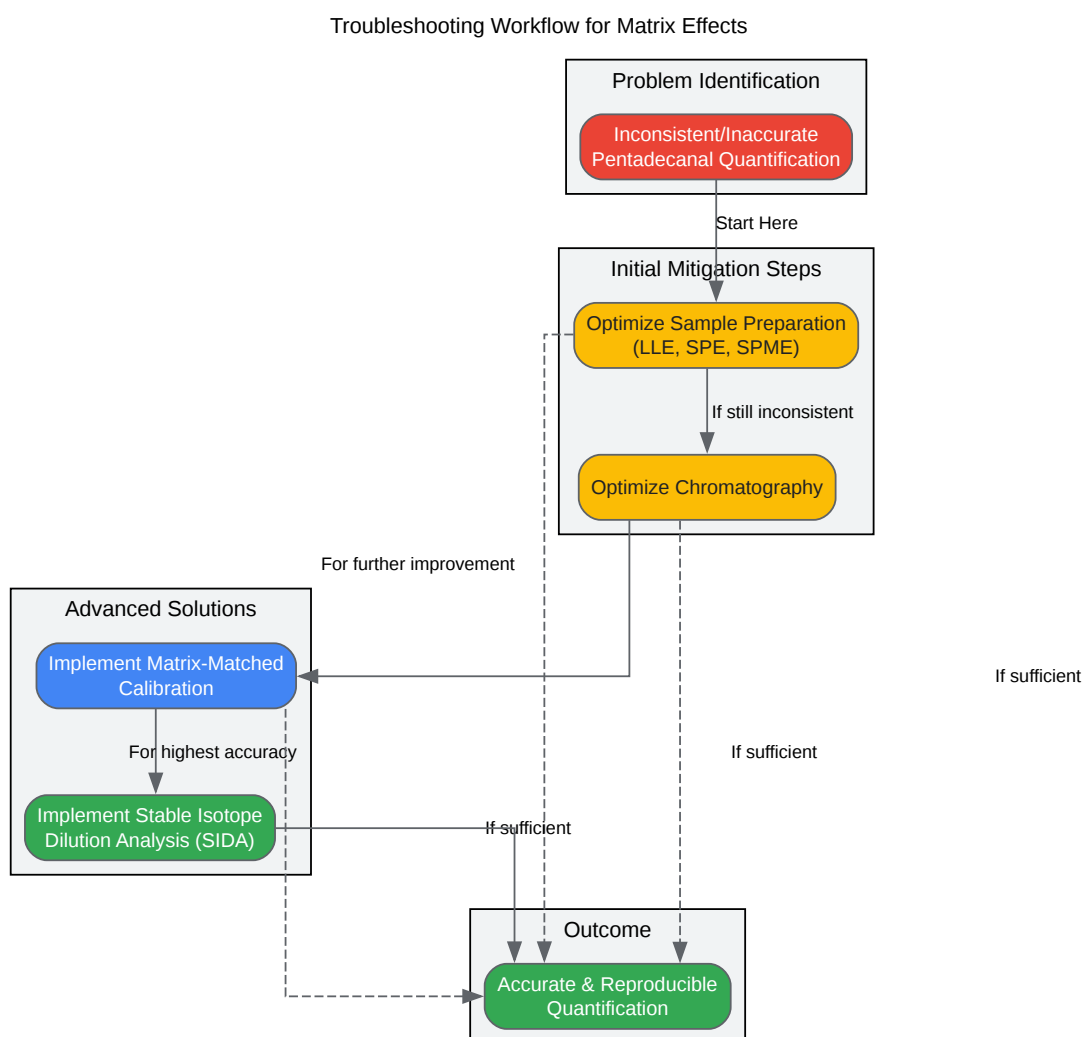 Troubleshooting Workflow for Matrix Effects
Problem Identification
Inconsistent/Inaccurate
Pentadecanal Quantification
Start Here
Initial Mitigation Steps
Optimize Sample Preparation
(LLE, SPE, SPME)
If still inconsistent
Optimize Chromatography
For further improvement
Advanced Solutions
Implement Matrix-Matched
Calibration
If sufficient
For highest accuracy
If sufficient
Implement Stable Isotope
Dilution Analysis (SIDA)
If sufficient
Outcome
Accurate & Reproducible
Quantification